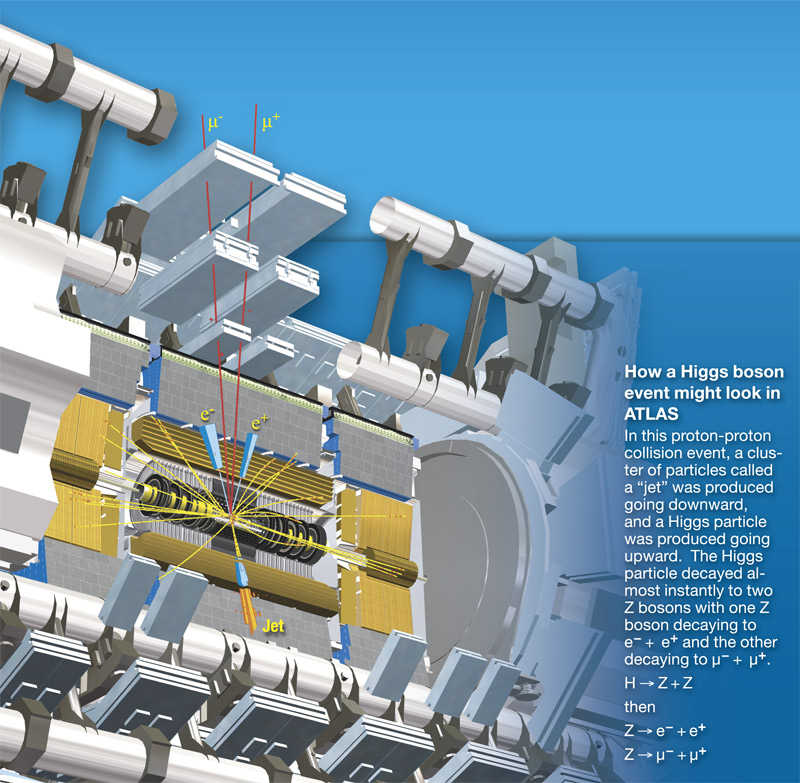 μ⁻ μ⁺
e⁻ e⁺
Jet
How a Higgs boson
event might look in
ATLAS
In this proton-proton
collision event, a clus-
ter of particles called
a “jet” was produced
going downward,
and a Higgs particle
was produced going
upward. The Higgs
particle decayed al-
most instantly to two
Z bosons with one Z
boson decaying to
e⁻ + e⁺ and the other
decaying to μ⁻ + μ⁺.
H → Z + Z
then
Z → e⁻ + e⁺
Z → μ⁻ + μ⁺